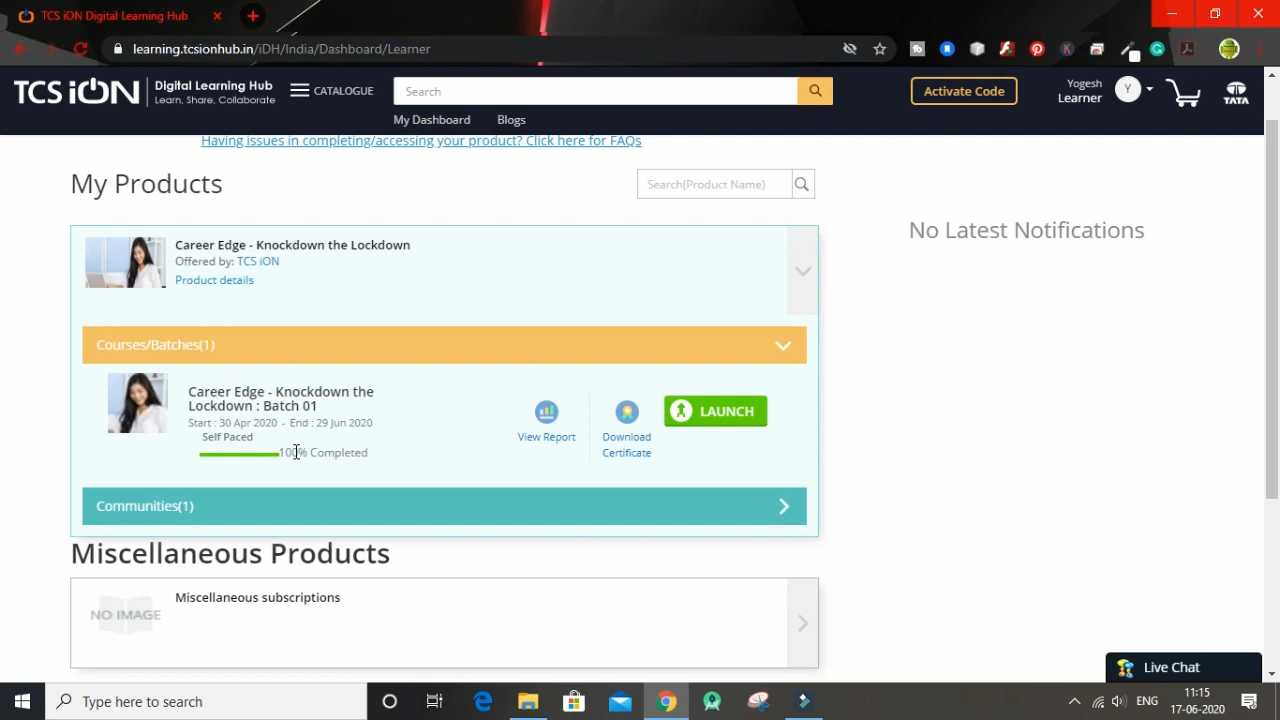 TCS iON Digital Learning Hub
learning.tcsionhub.in/iDH/India/Dashboard/Learner
TCS iON
Digital Learning Hub
Learn, Share, Collaborate
CATALOGUE
Search
Activate Code
Yogesh
Learner
Y
TATA
My Dashboard
Blogs
Having issues in completing/accessing your product? Click here for FAQs
My Products
Search(Product Name)
No Latest Notifications
Career Edge - Knockdown the Lockdown
Offered by: TCS iON
Product details
Courses/Batches(1)
Career Edge - Knockdown the
Lockdown : Batch 01
Start : 30 Apr 2020 - End : 29 Jun 2020
Self Paced
100% Completed
View Report
Download
Certificate
LAUNCH
Communities(1)
Miscellaneous Products
NO IMAGE
Miscellaneous subscriptions
Live Chat
Type here to search
ENG
11:15
17-06-2020